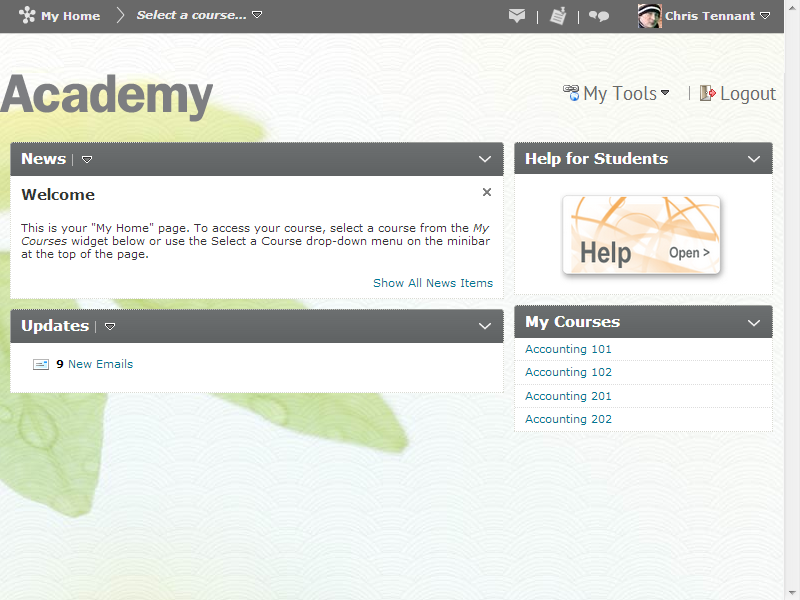 My Home Select a course... Chris Tennant
Academy
My Tools | Logout
News |
Welcome
This is your "My Home" page. To access your course, select a course from the My
Courses widget below or use the Select a Course drop-down menu on the minibar
at the top of the page.
Show All News Items
Updates |
9 New Emails
Help for Students
Help Open >
My Courses
Accounting 101
Accounting 102
Accounting 201
Accounting 202